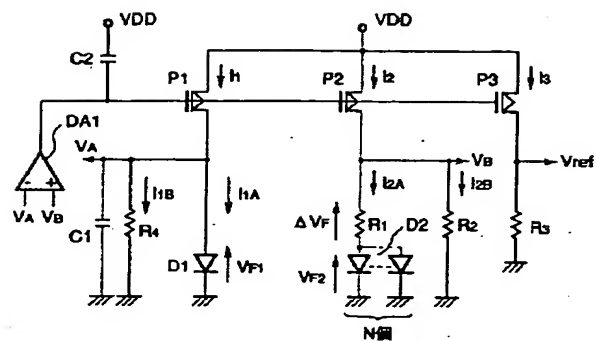 VDD
VDD
C2
P1
I1
P2
I2
P3
I3
DA1
VA
VB
Vref
I1B
I1A
I2A
I2B
- +
VA VB
C1
R4
ΔVF
R1
D2
R2
R3
D1
VF1
VF2
N個